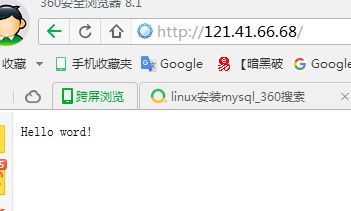 360安全浏览器 8.1
http://121.41.66.68/
收藏 手机收藏夹 Google 【暗黑破 Google
跨屏浏览 linux安装mysql_360搜索
Hello word!
5